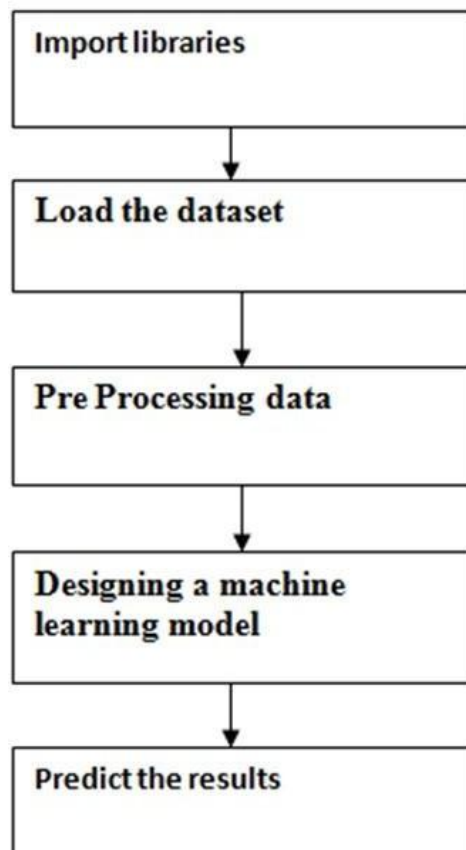 Import libraries
Load the dataset
Pre Processing data
Designing a machine
learning model
Predict the results